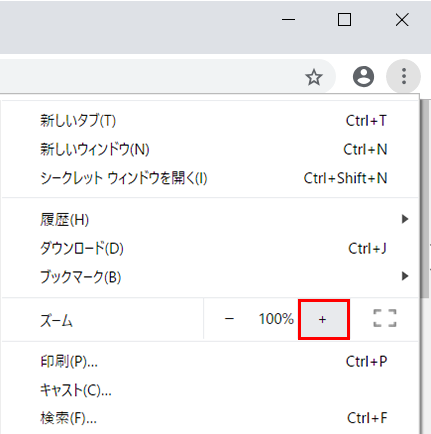 新しいタブ(T) Ctrl+T
新しいウィンドウ(N) Ctrl+N
シークレット ウィンドウを開く(I) Ctrl+Shift+N
履歴(H)
ダウンロード(D) Ctrl+J
ブックマーク(B)
ズーム − 100% +
印刷(P)... Ctrl+P
キャスト(C)...
検索(F)... Ctrl+F